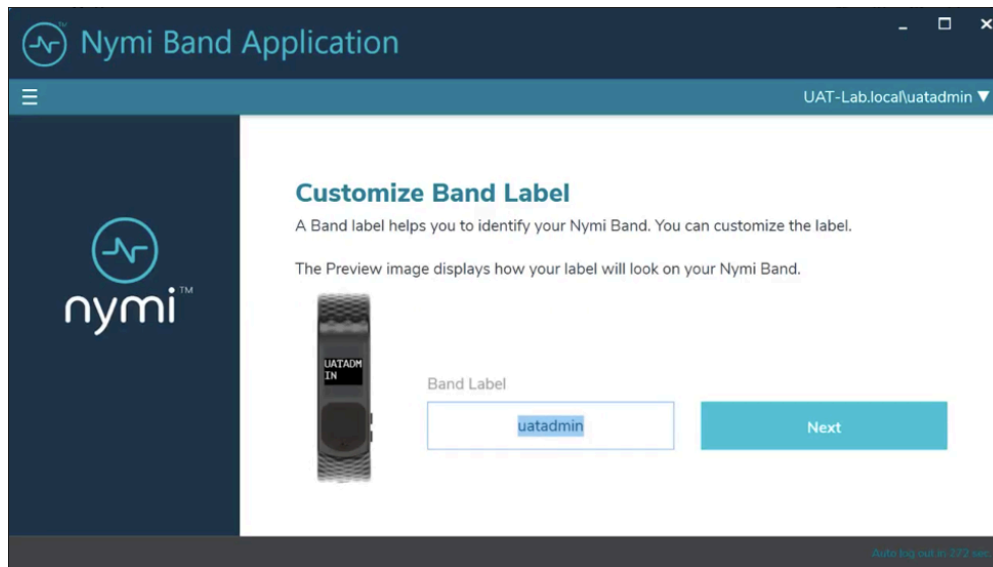 Nymi Band Application
UAT-Lab.local\uatadmin
Customize Band Label
A Band label helps you to identify your Nymi Band. You can customize the label.
The Preview image displays how your label will look on your Nymi Band.
nymi™
UATADM
IN
Band Label
uatadmin
Next
Auto log out in 272 sec.